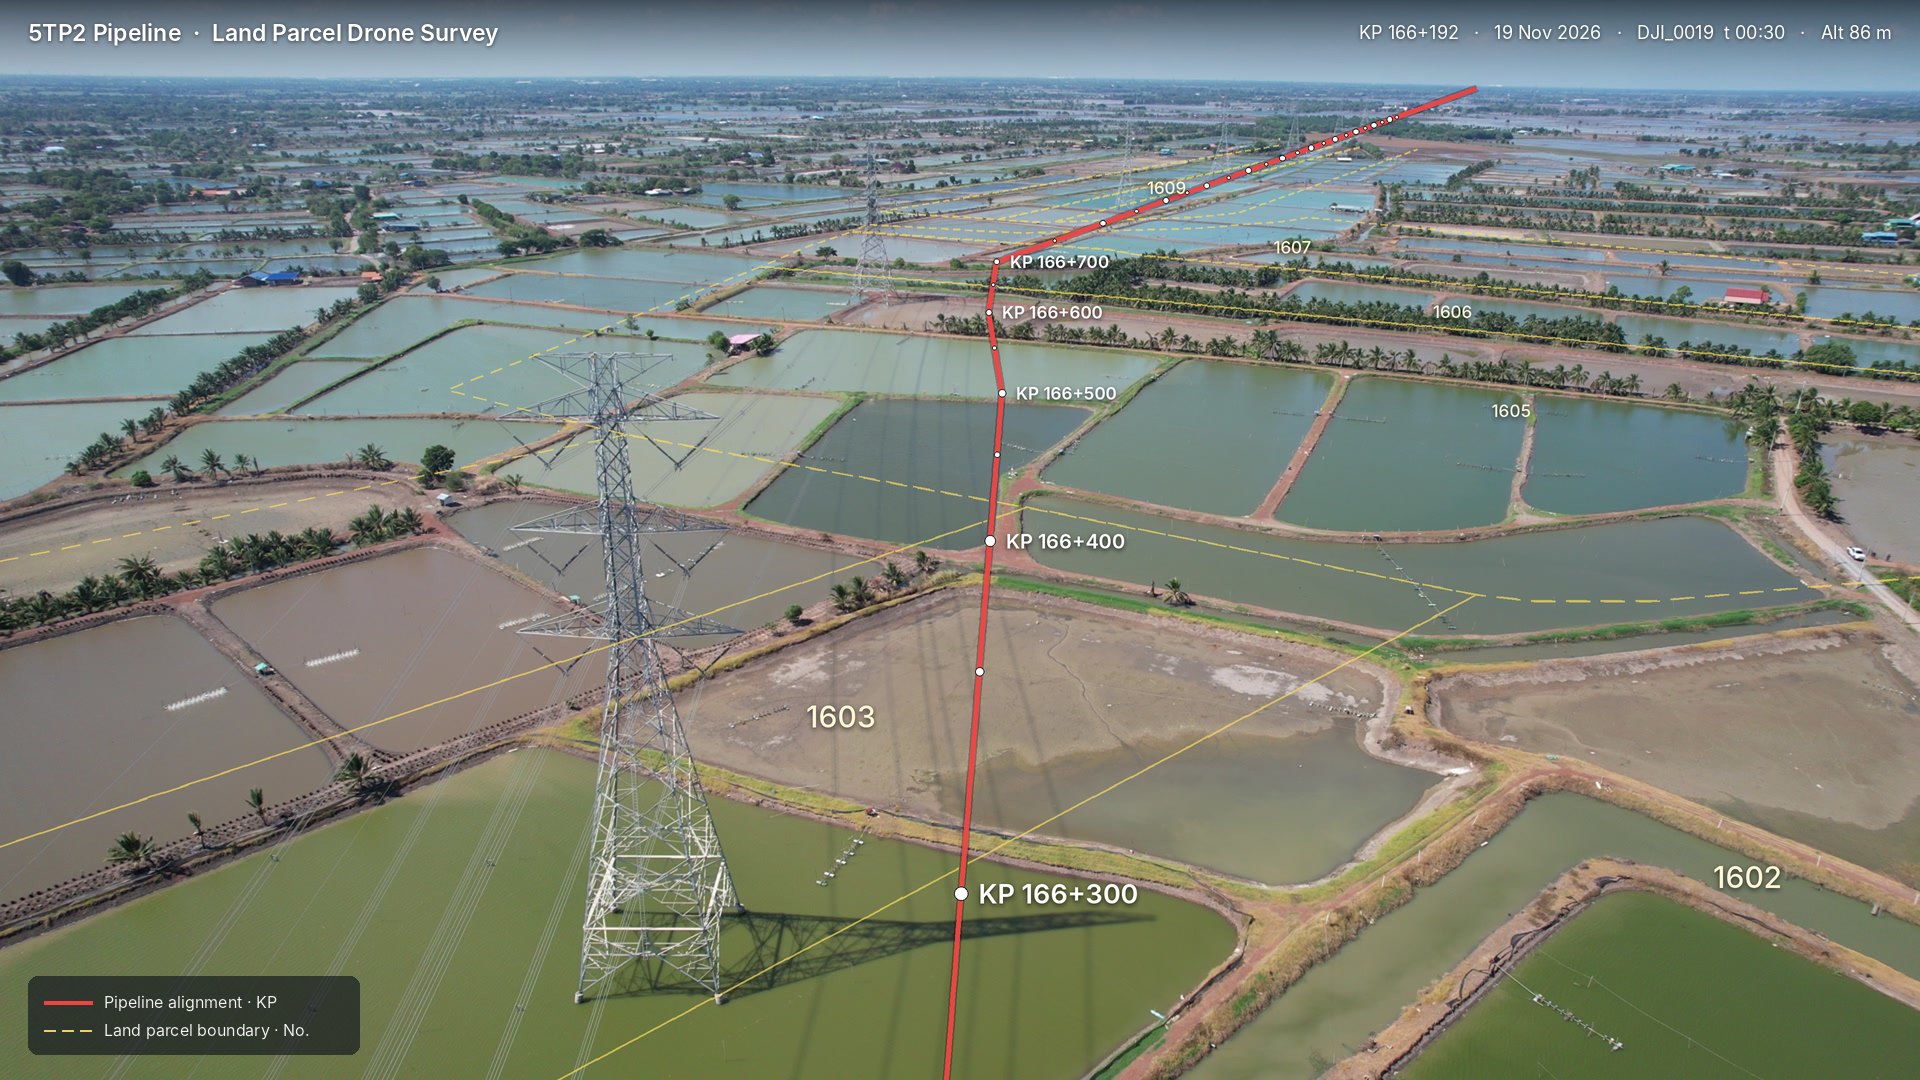 5TP2 Pipeline · Land Parcel Drone Survey
KP 166+192 · 19 Nov 2026 · DJI_0019 t 00:30 · Alt 86 m
1609
1607
KP 166+700
KP 166+600
1606
KP 166+500
1605
KP 166+400
1603
1602
KP 166+300
Pipeline alignment · KP
Land parcel boundary · No.